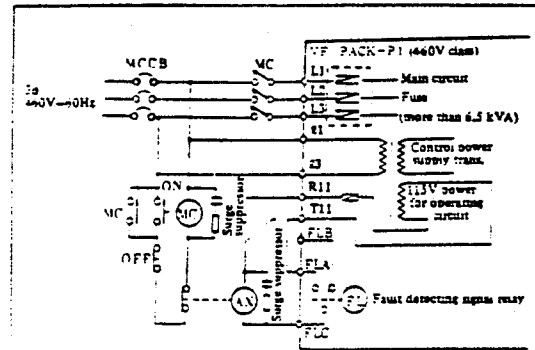 VF PACK-P1 (460V class)
MCCB
MC
L1
Main circuit
L2
Fuse
460V-60Hz
L3
(more than 6.5 kVA)
Control power
supply trans.
ON
R11
115V power
for operating
circuit
MC
MC
Surge
suppressor
T11
FLB
OFF
FLA
Surge suppressor
AX
FL
Fault detecting signal relay
FLC